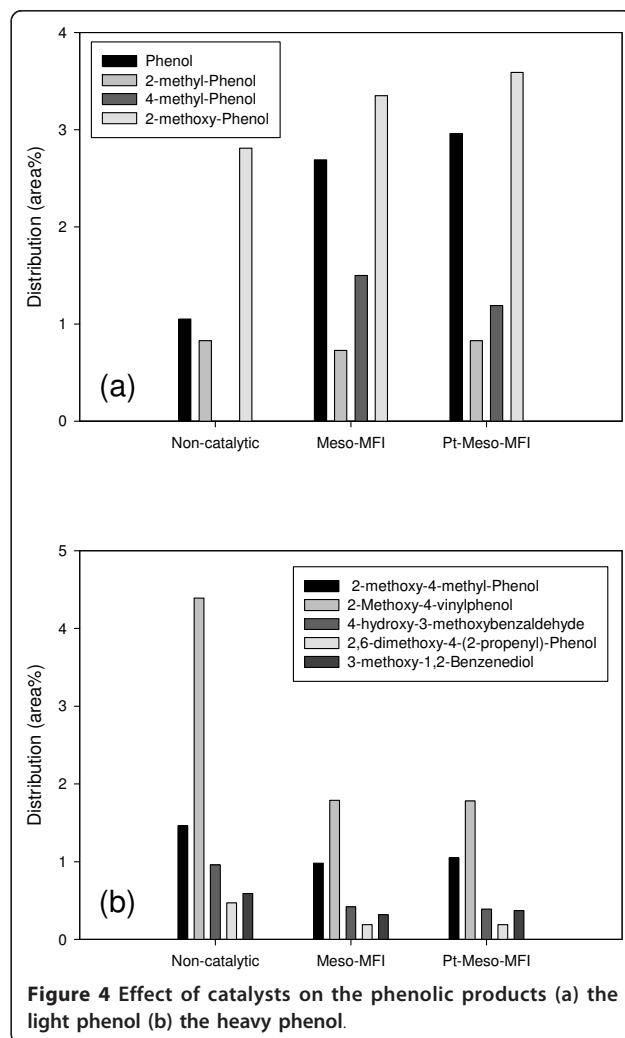 4
3
2
1
0
Distribution (area%)
Phenol
2-methyl-Phenol
4-methyl-Phenol
2-methoxy-Phenol
(a)
Non-catalytic Meso-MFI Pt-Meso-MFI
5
4
3
2
1
0
Distribution (area%)
2-methoxy-4-methyl-Phenol
2-Methoxy-4-vinylphenol
4-hydroxy-3-methoxybenzaldehyde
2,6-dimethoxy-4-(2-propenyl)-Phenol
3-methoxy-1,2-Benzenediol
(b)
Non-catalytic Meso-MFI Pt-Meso-MFI
Figure 4 Effect of catalysts on the phenolic products (a) the
light phenol (b) the heavy phenol.